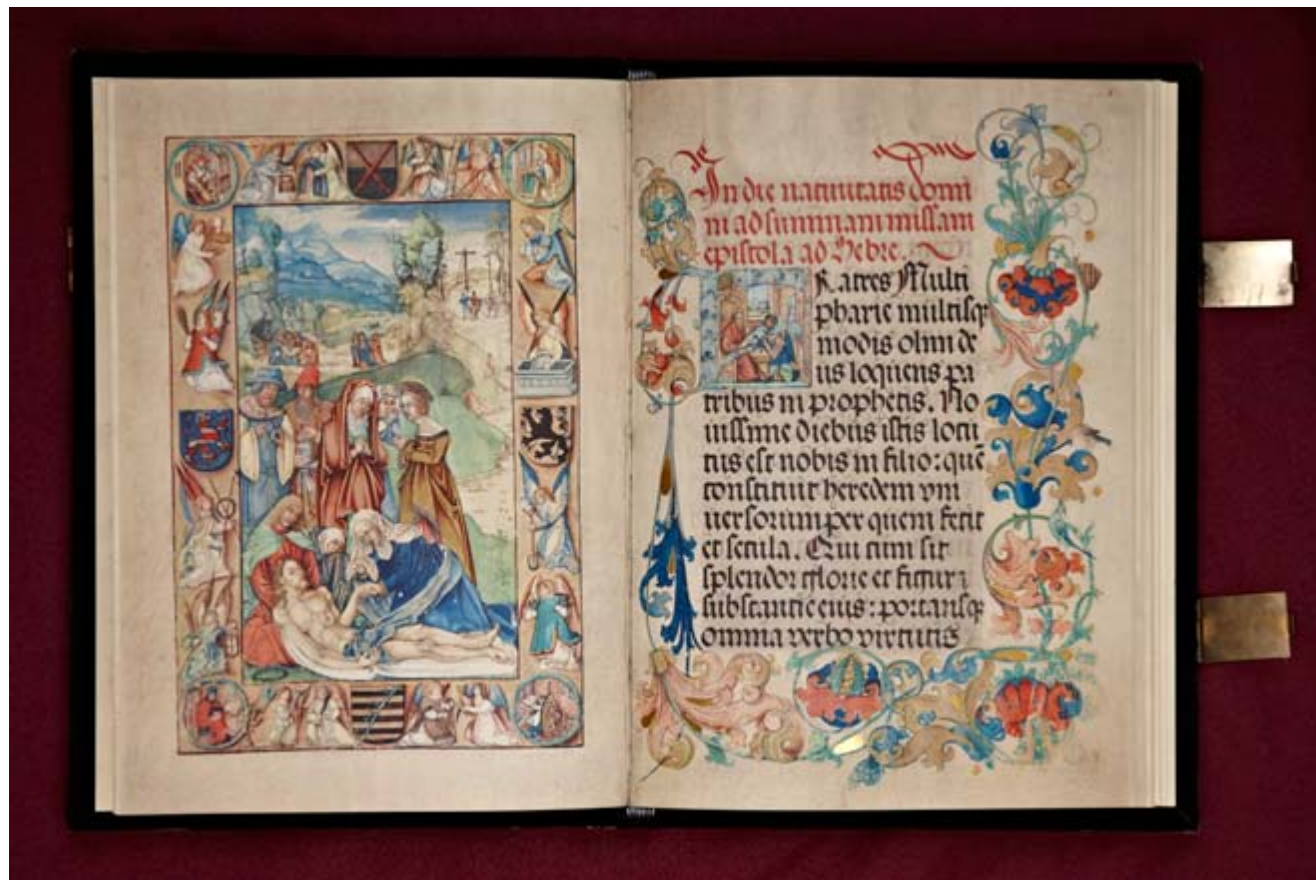 In die natiuitatis domi
ni ad summam missam
epistola ad Hebre.
Fratres Multi
pharie multisq
modis olim de
us loquens pa
tribus in prophetis. No
uissime diebus istis locu
tus est nobis in filio: quē
constituit heredem vni
uersorum per quem fecit
et secula. Qui cum sit
splendor glorie et figura
substantie eius: portansq
omnia verbo virtutis